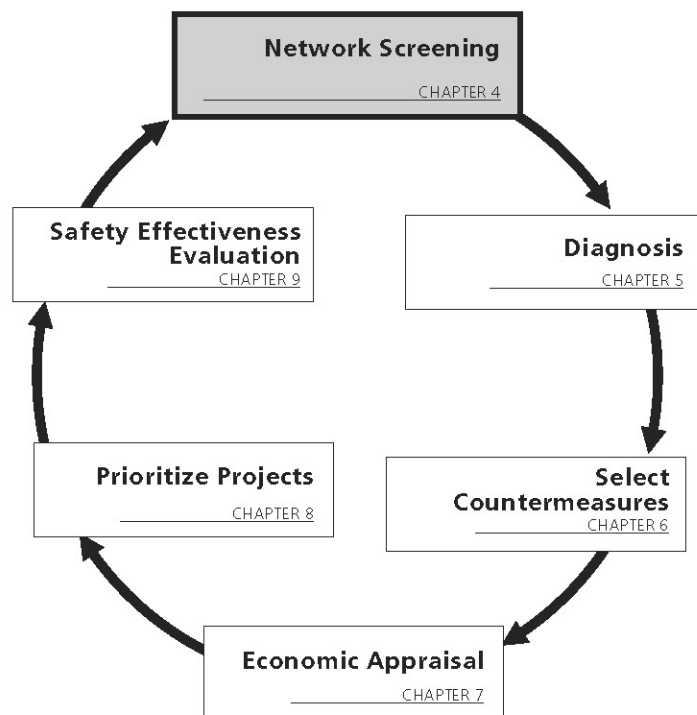 Network Screening
CHAPTER 4
Safety Effectiveness
Evaluation
CHAPTER 9
Diagnosis
CHAPTER 5
Prioritize Projects
CHAPTER 8
Select
Countermeasures
CHAPTER 6
Economic Appraisal
CHAPTER 7